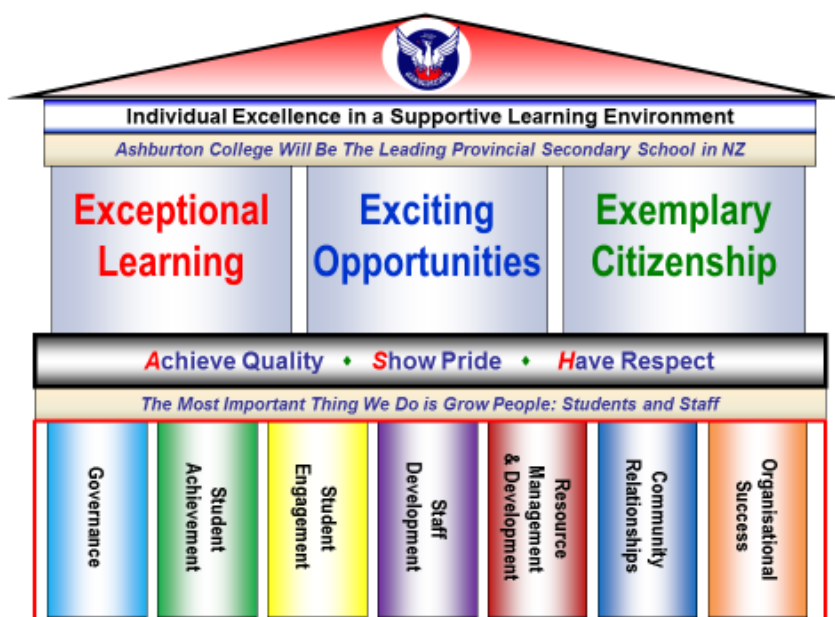 Individual Excellence in a Supportive Learning Environment
Ashburton College Will Be The Leading Provincial Secondary School in NZ
Exceptional
Learning
Exciting
Opportunities
Exemplary
Citizenship
Achieve Quality ♦ Show Pride ♦ Have Respect
The Most Important Thing We Do is Grow People: Students and Staff
Governance
Student
Achievement
Student
Engagement
Staff
Development
Resource
Management
& Development
Community
Relationships
Organisational
Success